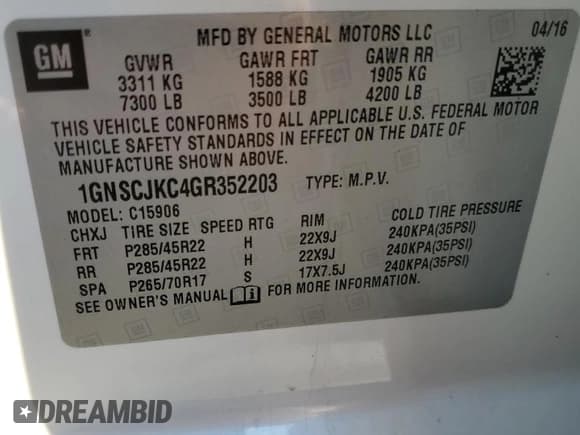 GM ® MFD BY GENERAL MOTORS LLC 04/16
GVWR GAWR FRT GAWR RR
3311 KG 1588 KG 1905 KG
7300 LB 3500 LB 4200 LB
THIS VEHICLE CONFORMS TO ALL APPLICABLE U.S. FEDERAL MOTOR
VEHICLE SAFETY STANDARDS IN EFFECT ON THE DATE OF
MANUFACTURE SHOWN ABOVE.
1GNSCJKC4GR352203 TYPE: M.P.V.
MODEL: C15906
CHXJ TIRE SIZE SPEED RTG RIM COLD TIRE PRESSURE
FRT P285/45R22 H 22X9J 240KPA(35PSI)
RR P285/45R22 H 22X9J 240KPA(35PSI)
SPA P265/70R17 S 17X7.5J 240KPA(35PSI)
SEE OWNER'S MANUAL FOR MORE INFORMATION.
DREAMBID